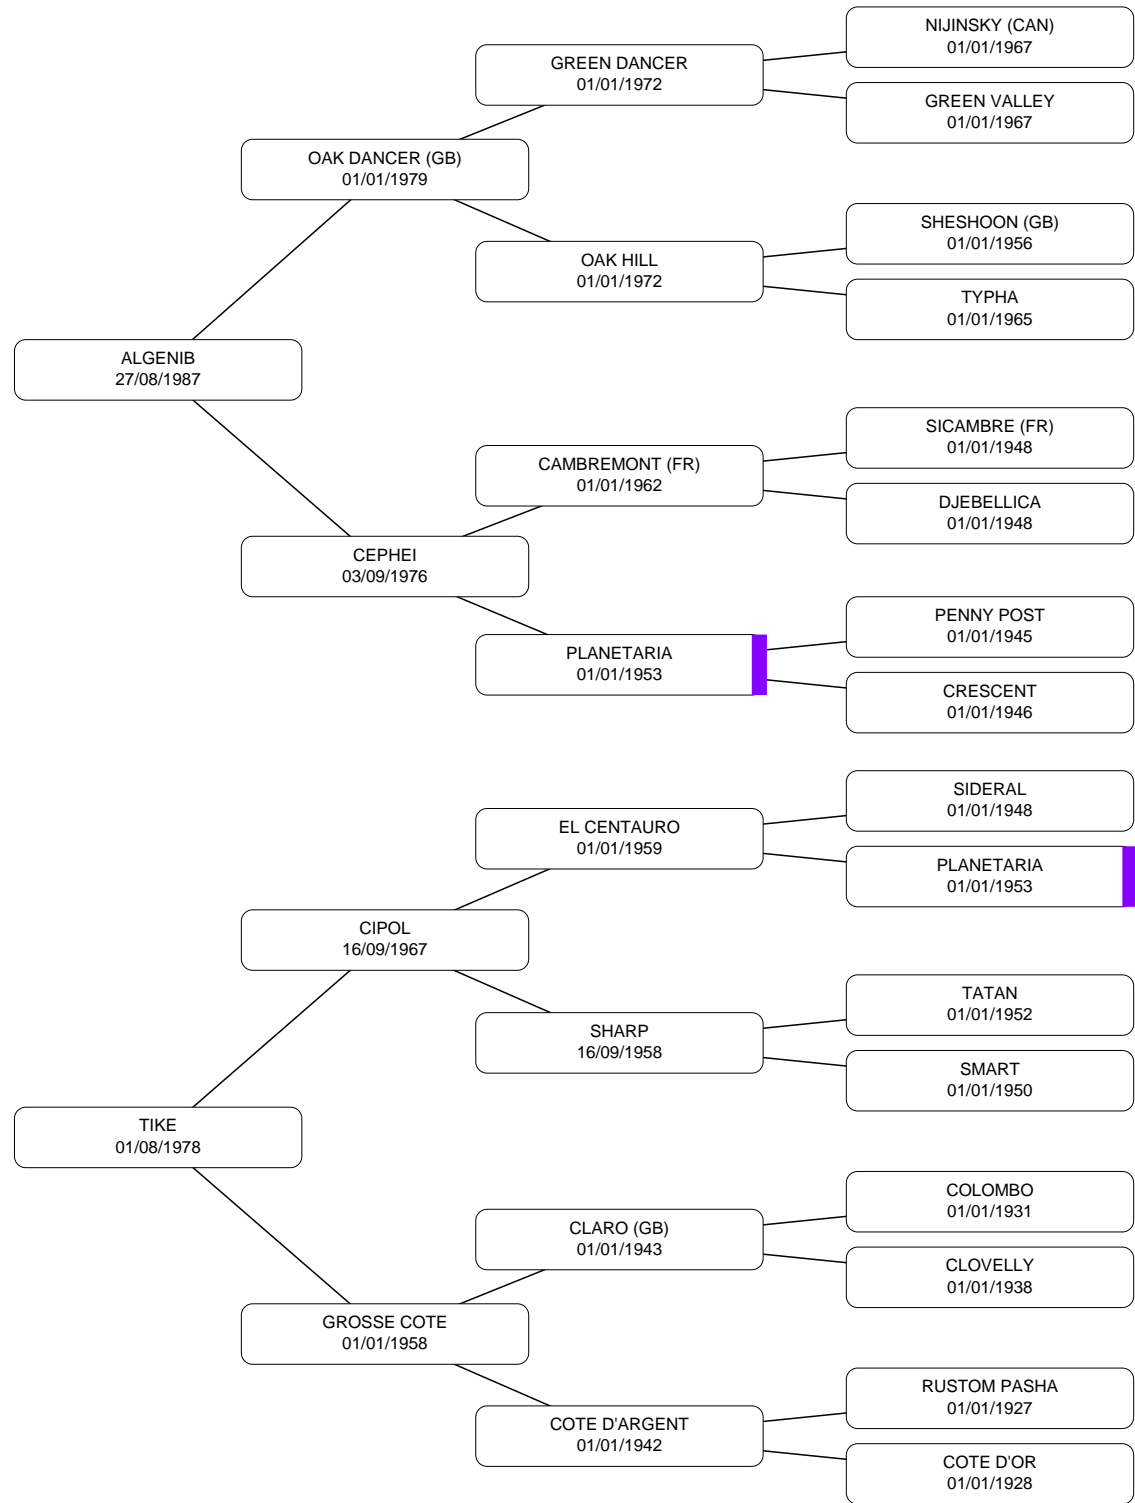 NIJINSKY (CAN)
01/01/1967
GREEN DANCER
01/01/1972
GREEN VALLEY
01/01/1967
OAK DANCER (GB)
01/01/1979
SHESHOON (GB)
01/01/1956
OAK HILL
01/01/1972
TYPHA
01/01/1965
ALGENIB
27/08/1987
SICAMBRE (FR)
01/01/1948
CAMBREMONT (FR)
01/01/1962
DJEBELLICA
01/01/1948
CEPHEI
03/09/1976
PENNY POST
01/01/1945
PLANETARIA
01/01/1953
CRESCENT
01/01/1946
SIDERAL
01/01/1948
EL CENTAURO
01/01/1959
PLANETARIA
01/01/1953
CIPOL
16/09/1967
TATAN
01/01/1952
SHARP
16/09/1958
SMART
01/01/1950
TIKE
01/08/1978
COLOMBO
01/01/1931
CLARO (GB)
01/01/1943
CLOVELLY
01/01/1938
GROSSE COTE
01/01/1958
RUSTOM PASHA
01/01/1927
COTE D'ARGENT
01/01/1942
COTE D'OR
01/01/1928